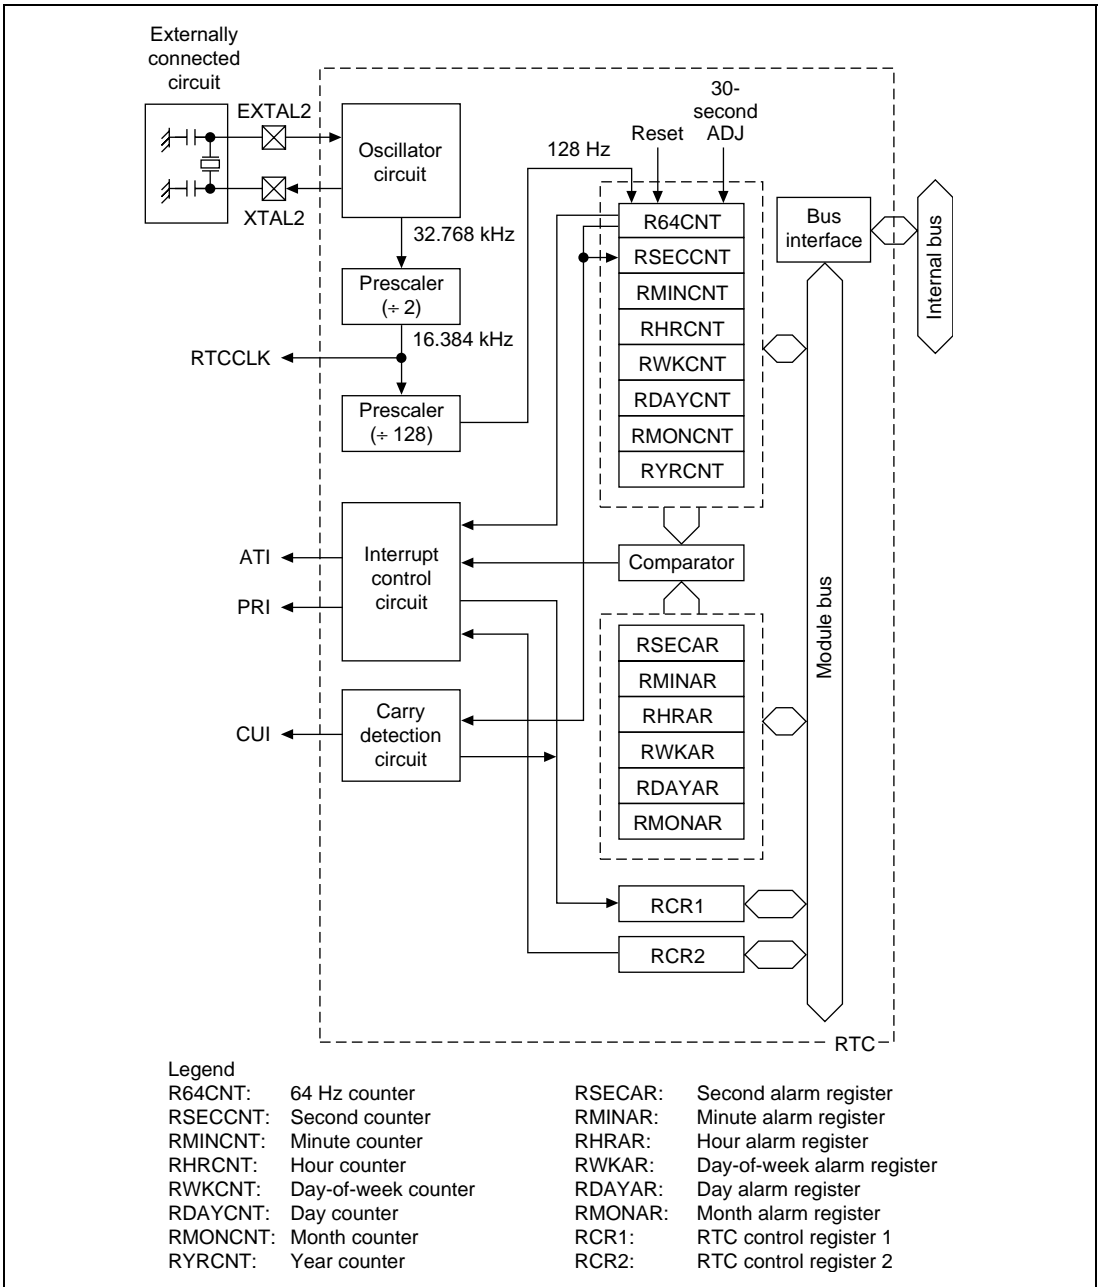 Externally
connected
circuit
EXTAL2
XTAL2
Oscillator
circuit
32.768 kHz
Prescaler
(÷ 2)
16.384 kHz
RTCCLK
Prescaler
(÷ 128)
128 Hz
Reset
30-
second
ADJ
R64CNT
RSECCNT
RMINCNT
RHRCNT
RWKCNT
RDAYCNT
RMONCNT
RYRCNT
Bus
interface
Internal bus
Module bus
ATI
PRI
Interrupt
control
circuit
Comparator
CUI
Carry
detection
circuit
RSECAR
RMINAR
RHRAR
RWKAR
RDAYAR
RMONAR
RCR1
RCR2
RTC
Legend
R64CNT: 64 Hz counter
RSECCNT: Second counter
RMINCNT: Minute counter
RHRCNT: Hour counter
RWKCNT: Day-of-week counter
RDAYCNT: Day counter
RMONCNT: Month counter
RYRCNT: Year counter
RSECAR: Second alarm register
RMINAR: Minute alarm register
RHRAR: Hour alarm register
RWKAR: Day-of-week alarm register
RDAYAR: Day alarm register
RMONAR: Month alarm register
RCR1: RTC control register 1
RCR2: RTC control register 2